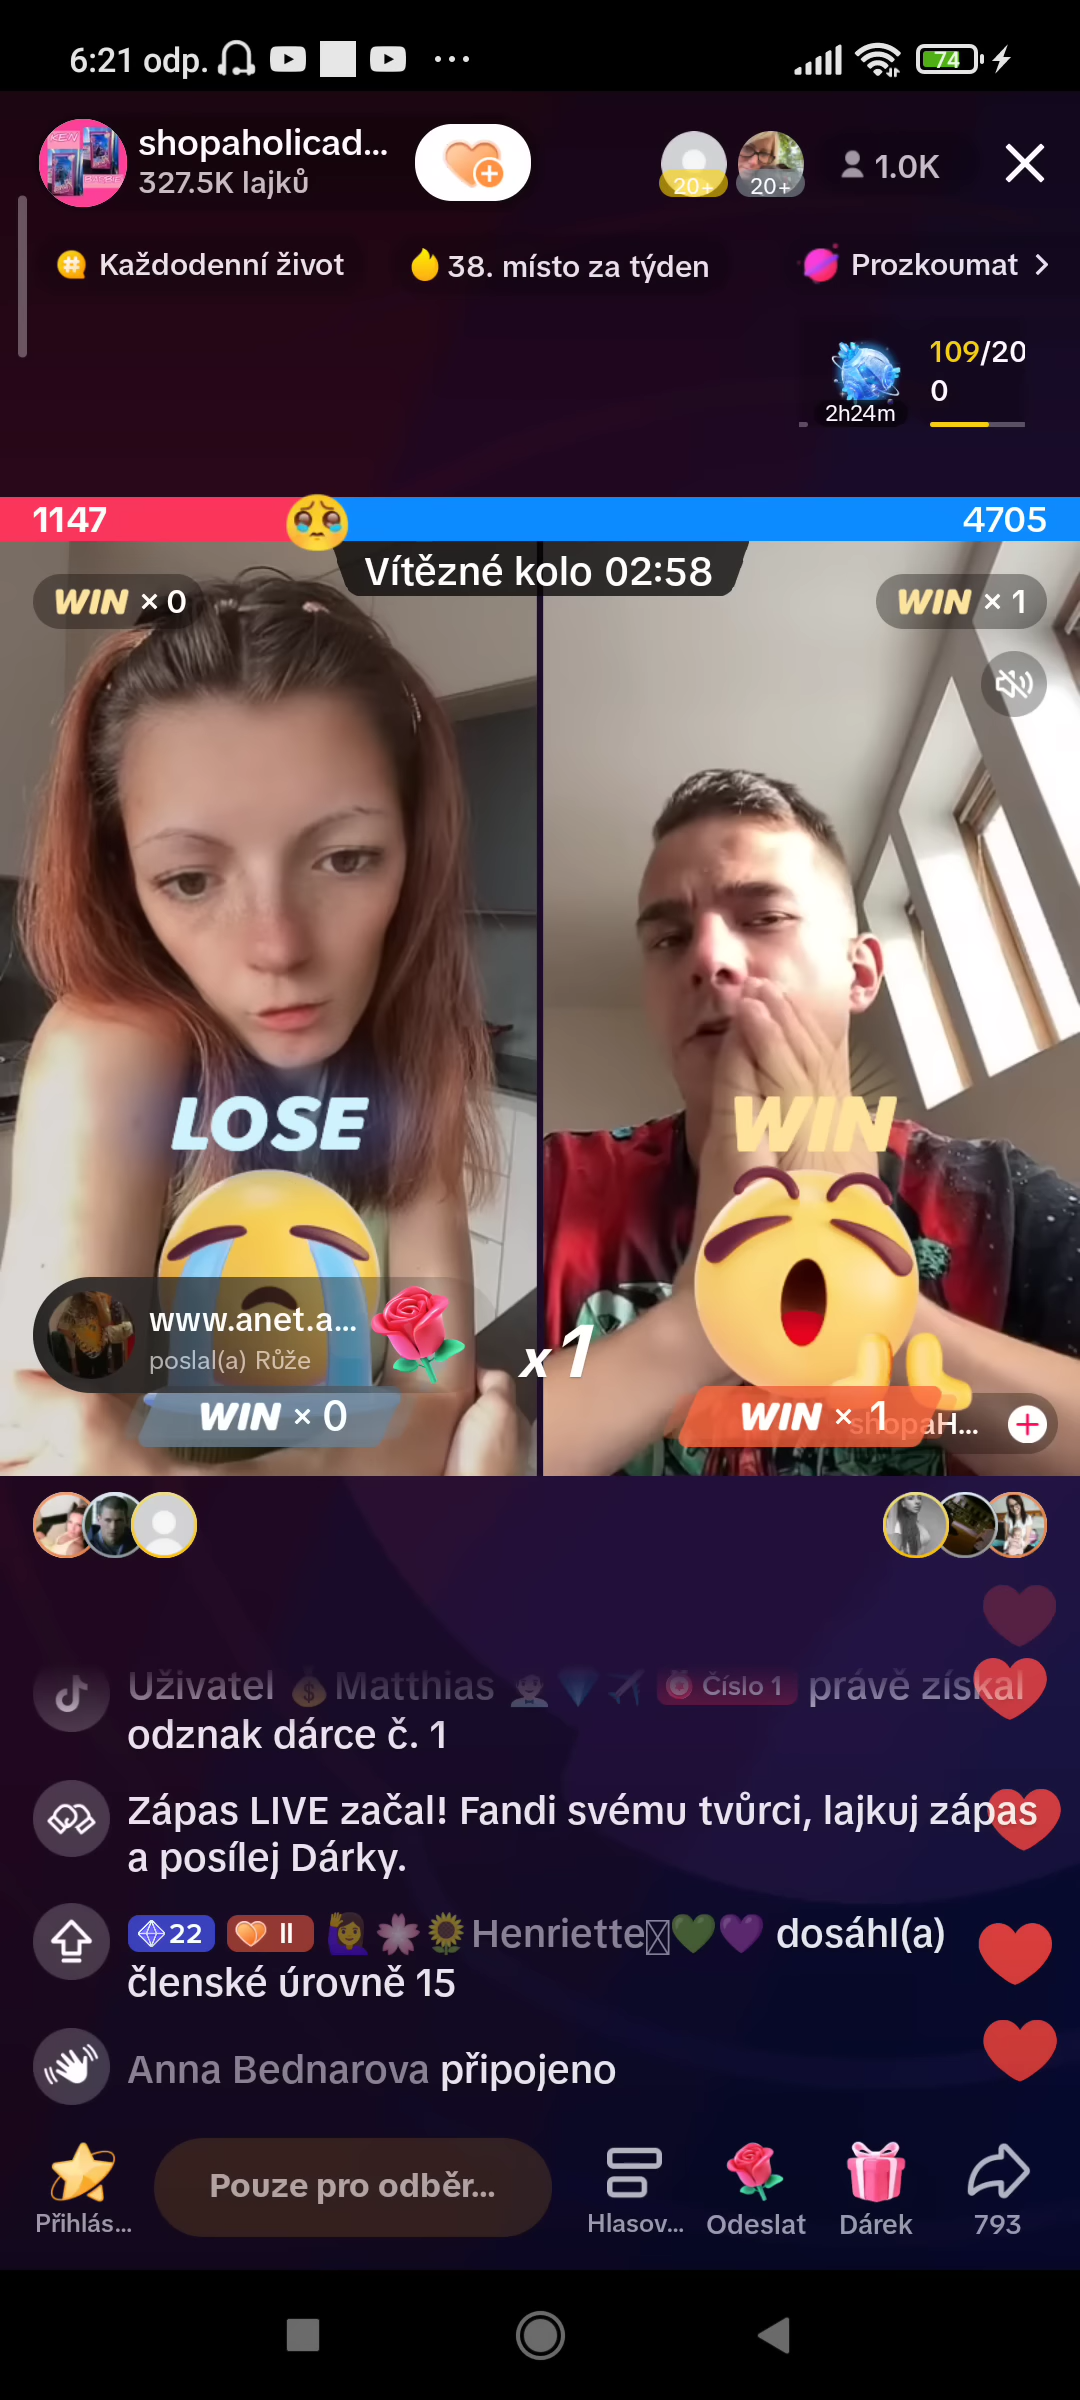 6:21 odp.
74
shopaholicad...
327.5K lajků
20+
20+
1.0K
Každodenní život
38. místo za týden
Prozkoumat
109/20
0
2h24m
1147
4705
Vítězné kolo 02:58
WIN × 0
WIN × 1
LOSE
WIN
www.anet.a...
poslal(a) Růže
x1
WIN × 0
WIN × 1
shopaH...
Uživatel 💰Matthias 🤵💎✈️ Číslo 1 právě získal
odznak dárce č. 1
Zápas LIVE začal! Fandi svému tvůrci, lajkuj zápas
a posílej Dárky.
22 II 🙋‍♀️🌸🌻Henriette💚💜 dosáhl(a)
členské úrovně 15
Anna Bednarova připojeno
Přihlás...
Pouze pro odběr...
Hlasov...
Odeslat
Dárek
793